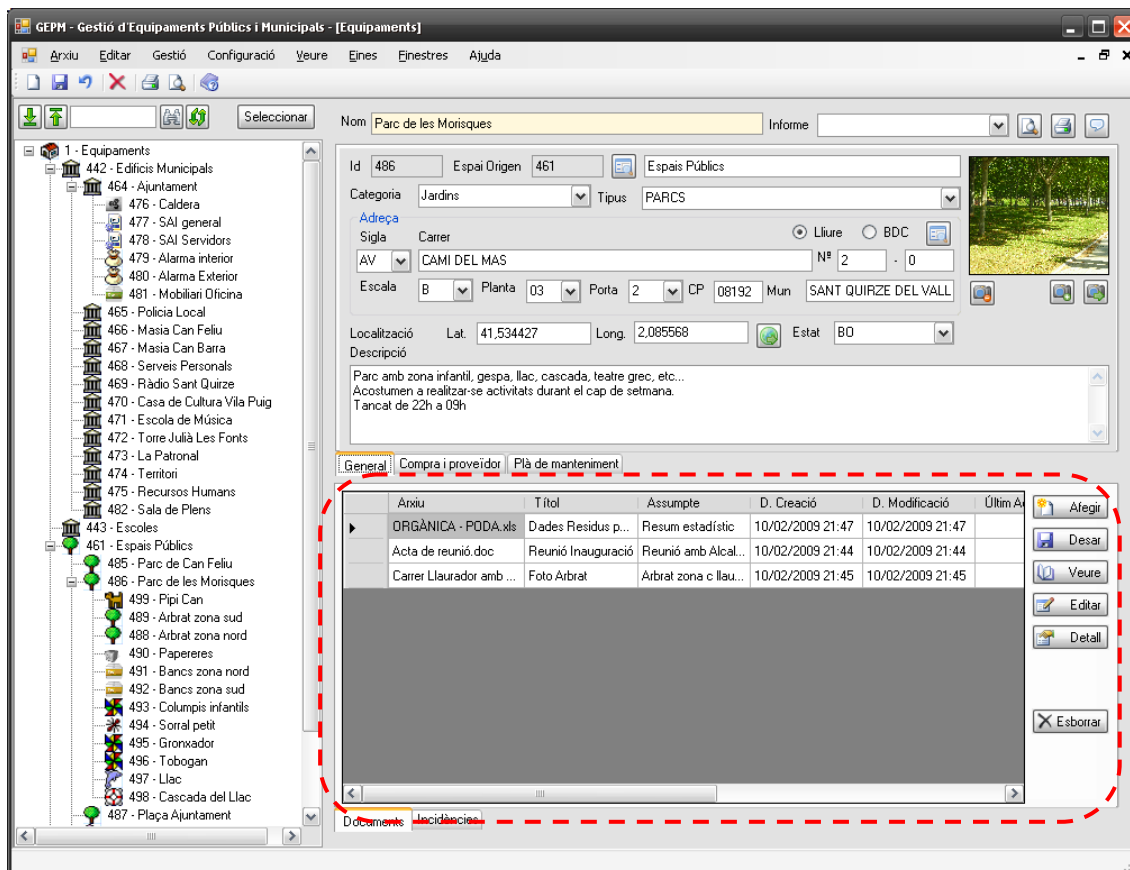 GEPM - Gestió d'Equipaments Públics i Municipals - [Equipaments]
Arxiu Editar Gestió Configuració Veure Eines Finestres Ajuda
Seleccionar
1 - Equipaments
442 - Edificis Municipals
464 - Ajuntament
476 - Caldera
477 - SAI general
478 - SAI Servidors
479 - Alarma interior
480 - Alarma Exterior
481 - Mobiliari Oficina
465 - Policia Local
466 - Masia Can Feliu
467 - Masia Can Barra
468 - Serveis Personals
469 - Ràdio Sant Quirze
470 - Casa de Cultura Vila Puig
471 - Escola de Música
472 - Torre Julià Les Fonts
473 - La Patronal
474 - Territori
475 - Recursos Humans
482 - Sala de Plens
443 - Escoles
461 - Espais Públics
485 - Parc de Can Feliu
486 - Parc de les Morisques
499 - Pipi Can
489 - Arbrat zona sud
488 - Arbrat zona nord
490 - Papereres
491 - Bancs zona nord
492 - Bancs zona sud
493 - Columpis infantils
494 - Sorral petit
495 - Gronxador
496 - Tobogan
497 - Llac
498 - Cascada del Llac
487 - Plaça Ajuntament
Nom Parc de les Morisques Informe
Id 486 Espai Origen 461 Espais Públics
Categoria Jardins Tipus PARCS
Adreça
Sigla Carrer Lliure BDC
AV CAMI DEL MAS Nº 2 - 0
Escala B Planta 03 Porta 2 CP 08192 Mun SANT QUIRZE DEL VALL
Localització Lat. 41,534427 Long. 2,085568 Estat BO
Descripció
Parc amb zona infantil, gespa, llac, cascada, teatre grec, etc...
Acostumen a realitzar-se activitats durant el cap de setmana.
Tancat de 22h a 09h
General Compra i proveïdor Plà de manteniment
Arxiu Títol Assumpte D. Creació D. Modificació Últim A
ORGÀNICA - PODA.xls Dades Residus p... Resum estadístic 10/02/2009 21:47 10/02/2009 21:47
Acta de reunió.doc Reunió Inauguració Reunió amb Alcal... 10/02/2009 21:44 10/02/2009 21:44
Carrer Llaurador amb ... Foto Arbrat Arbrat zona c llau... 10/02/2009 21:45 10/02/2009 21:45
Afegir
Desar
Veure
Editar
Detall
Esborrar
Documents Incidències